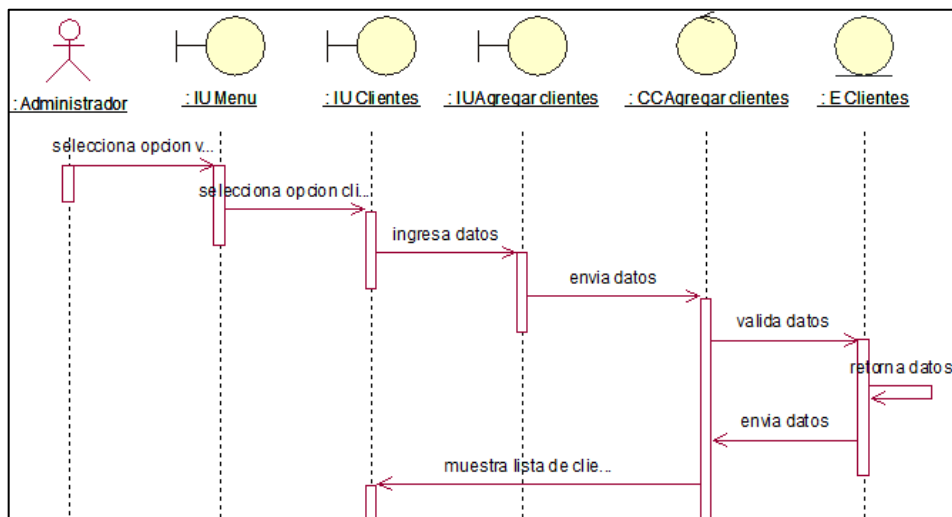 : Administrador
: IU Menu
: IU Clientes
: IUAgregar clientes
: CCAgregar clientes
: E Clientes
selecciona opcion v...
selecciona opcion cli...
ingresa datos
envia datos
valida datos
retorna datos
envia datos
muestra lista de clie...